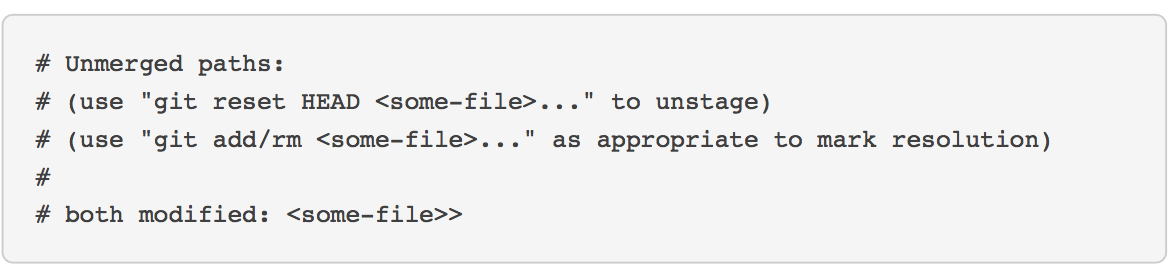 # Unmerged paths:
# (use "git reset HEAD <some-file>..." to unstage)
# (use "git add/rm <some-file>..." as appropriate to mark resolution)
#
# both modified: <some-file>>